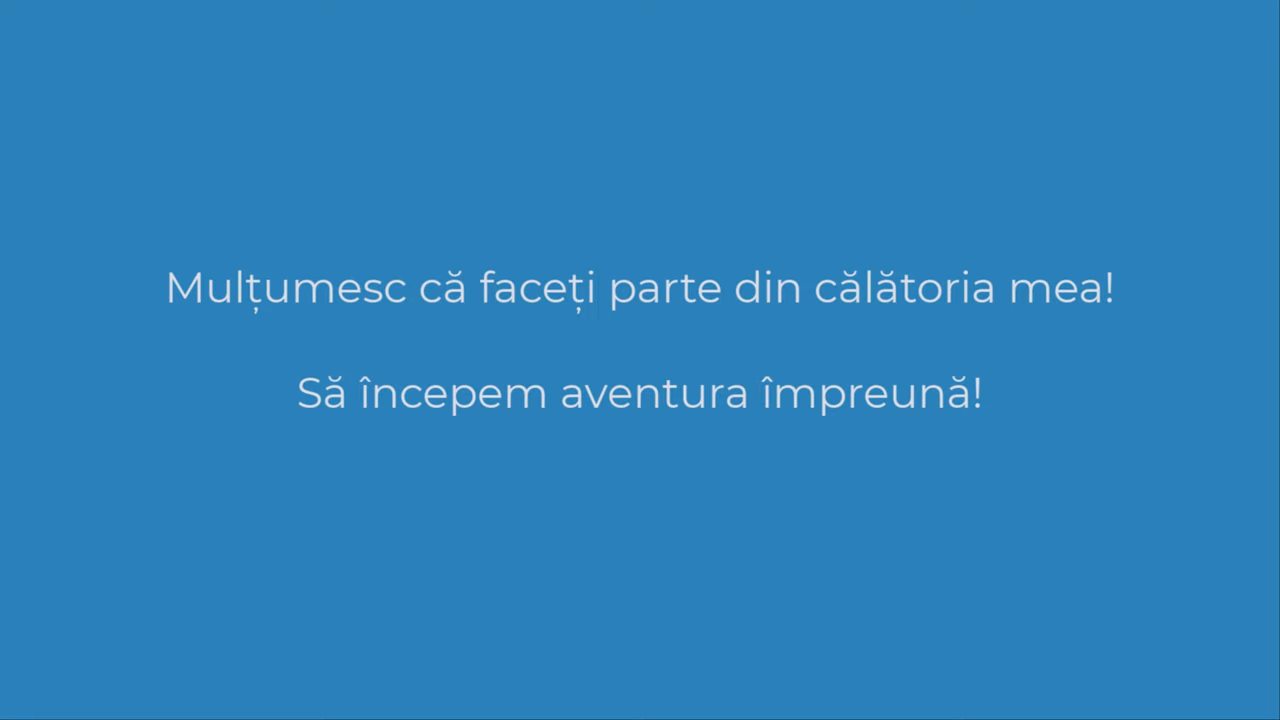 Mulțumesc că faceți parte din călătoria mea!
Să începem aventura împreună!